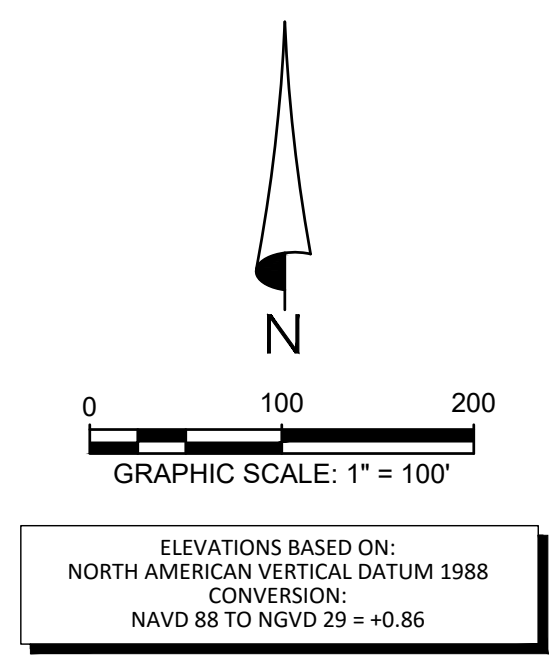 N
0 100 200
GRAPHIC SCALE: 1" = 100'
ELEVATIONS BASED ON:
NORTH AMERICAN VERTICAL DATUM 1988
CONVERSION:
NAVD 88 TO NGVD 29 = +0.86